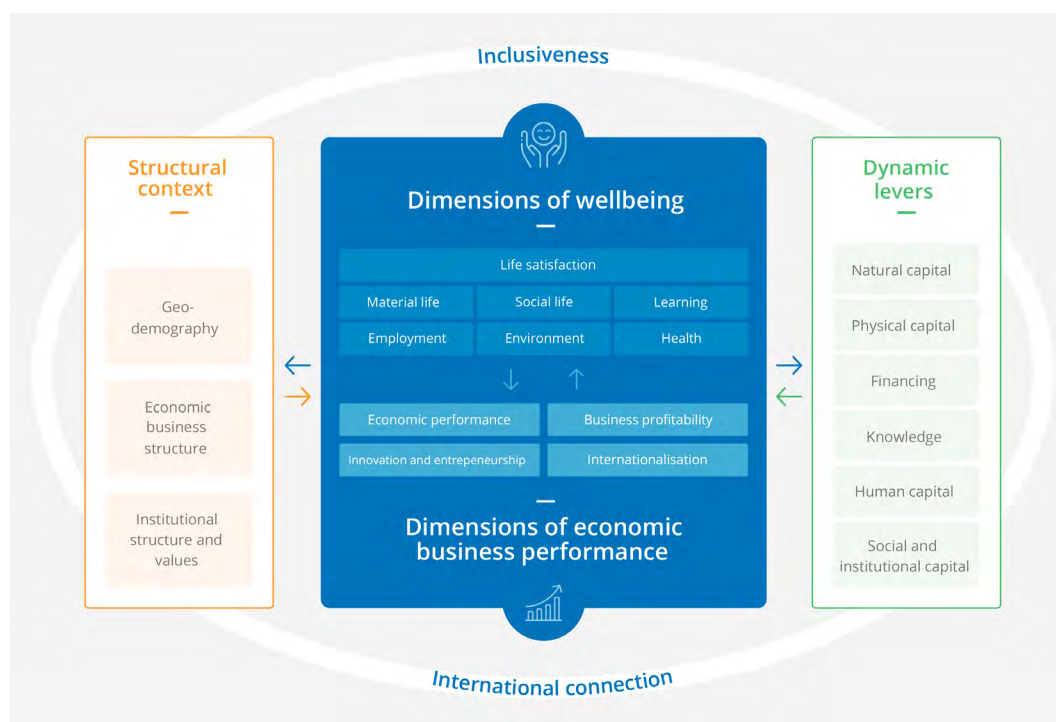 Inclusiveness
Structural
context
Geo-
demography
Economic
business
structure
Institutional
structure and
values
Dimensions of wellbeing
Life satisfaction
Material life
Social life
Learning
Employment
Environment
Health
Economic performance
Business profitability
Innovation and entrepeneurship
Internationalisation
Dimensions of economic
business performance
Dynamic
levers
Natural capital
Physical capital
Financing
Knowledge
Human capital
Social and
institutional capital
International connection